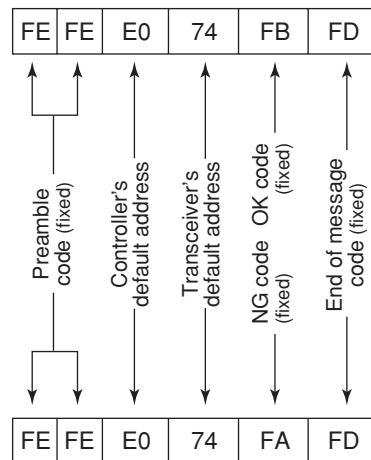 FE FE E0 74 FB FD
Preamble
code (fixed)
Controller's
default address
Transceiver's
default address
OK code
(fixed)
NG code
(fixed)
End of message
code (fixed)
FE FE E0 74 FA FD